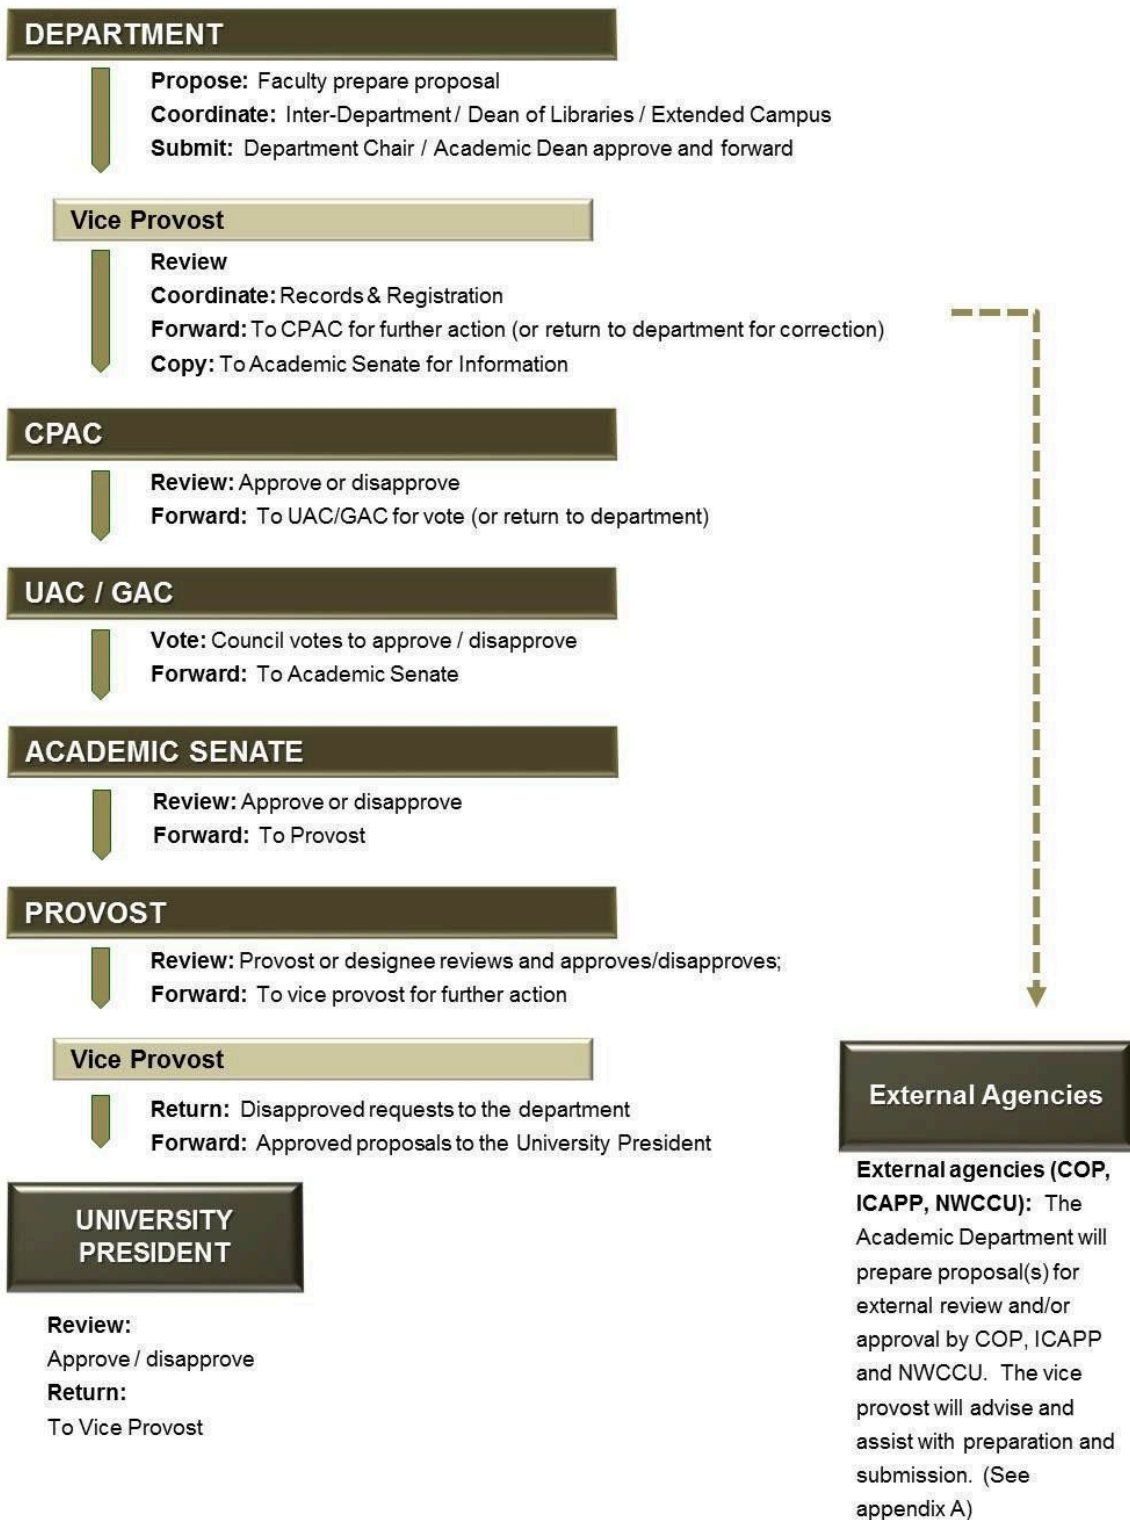 DEPARTMENT
Propose: Faculty prepare proposal
Coordinate: Inter-Department / Dean of Libraries / Extended Campus
Submit: Department Chair / Academic Dean approve and forward
Vice Provost
Review
Coordinate: Records & Registration
Forward: To CPAC for further action (or return to department for correction)
Copy: To Academic Senate for Information
CPAC
Review: Approve or disapprove
Forward: To UAC/GAC for vote (or return to department)
UAC / GAC
Vote: Council votes to approve / disapprove
Forward: To Academic Senate
ACADEMIC SENATE
Review: Approve or disapprove
Forward: To Provost
PROVOST
Review: Provost or designee reviews and approves/disapproves;
Forward: To vice provost for further action
Vice Provost
Return: Disapproved requests to the department
Forward: Approved proposals to the University President
UNIVERSITY
PRESIDENT
Review:
Approve / disapprove
Return:
To Vice Provost
External Agencies
External agencies (COP,
ICAPP, NWCCU): The
Academic Department will
prepare proposal(s) for
external review and/or
approval by COP, ICAPP
and NWCCU. The vice
provost will advise and
assist with preparation and
submission. (See
appendix A)